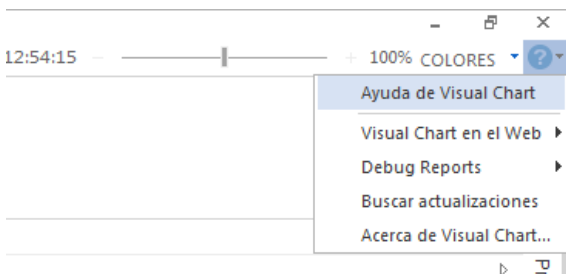 12:54:15 100% COLORES ?
Ayuda de Visual Chart
Visual Chart en el Web
Debug Reports
Buscar actualizaciones
Acerca de Visual Chart...
Pr